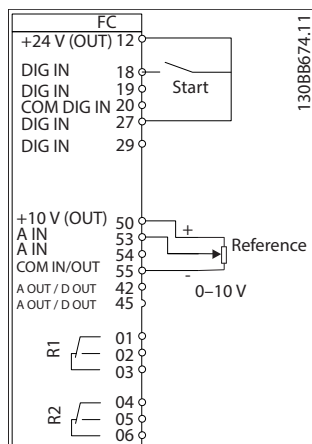 FC
+24 V (OUT) 12
DIG IN 18
DIG IN 19
COM DIG IN 20
DIG IN 27
DIG IN 29
Start
+10 V (OUT) 50
A IN 53
A IN 54
COM IN/OUT 55
A OUT / D OUT 42
A OUT / D OUT 45
+
Reference
-
0–10 V
R1
01
02
03
R2
04
05
06
130BB674.11